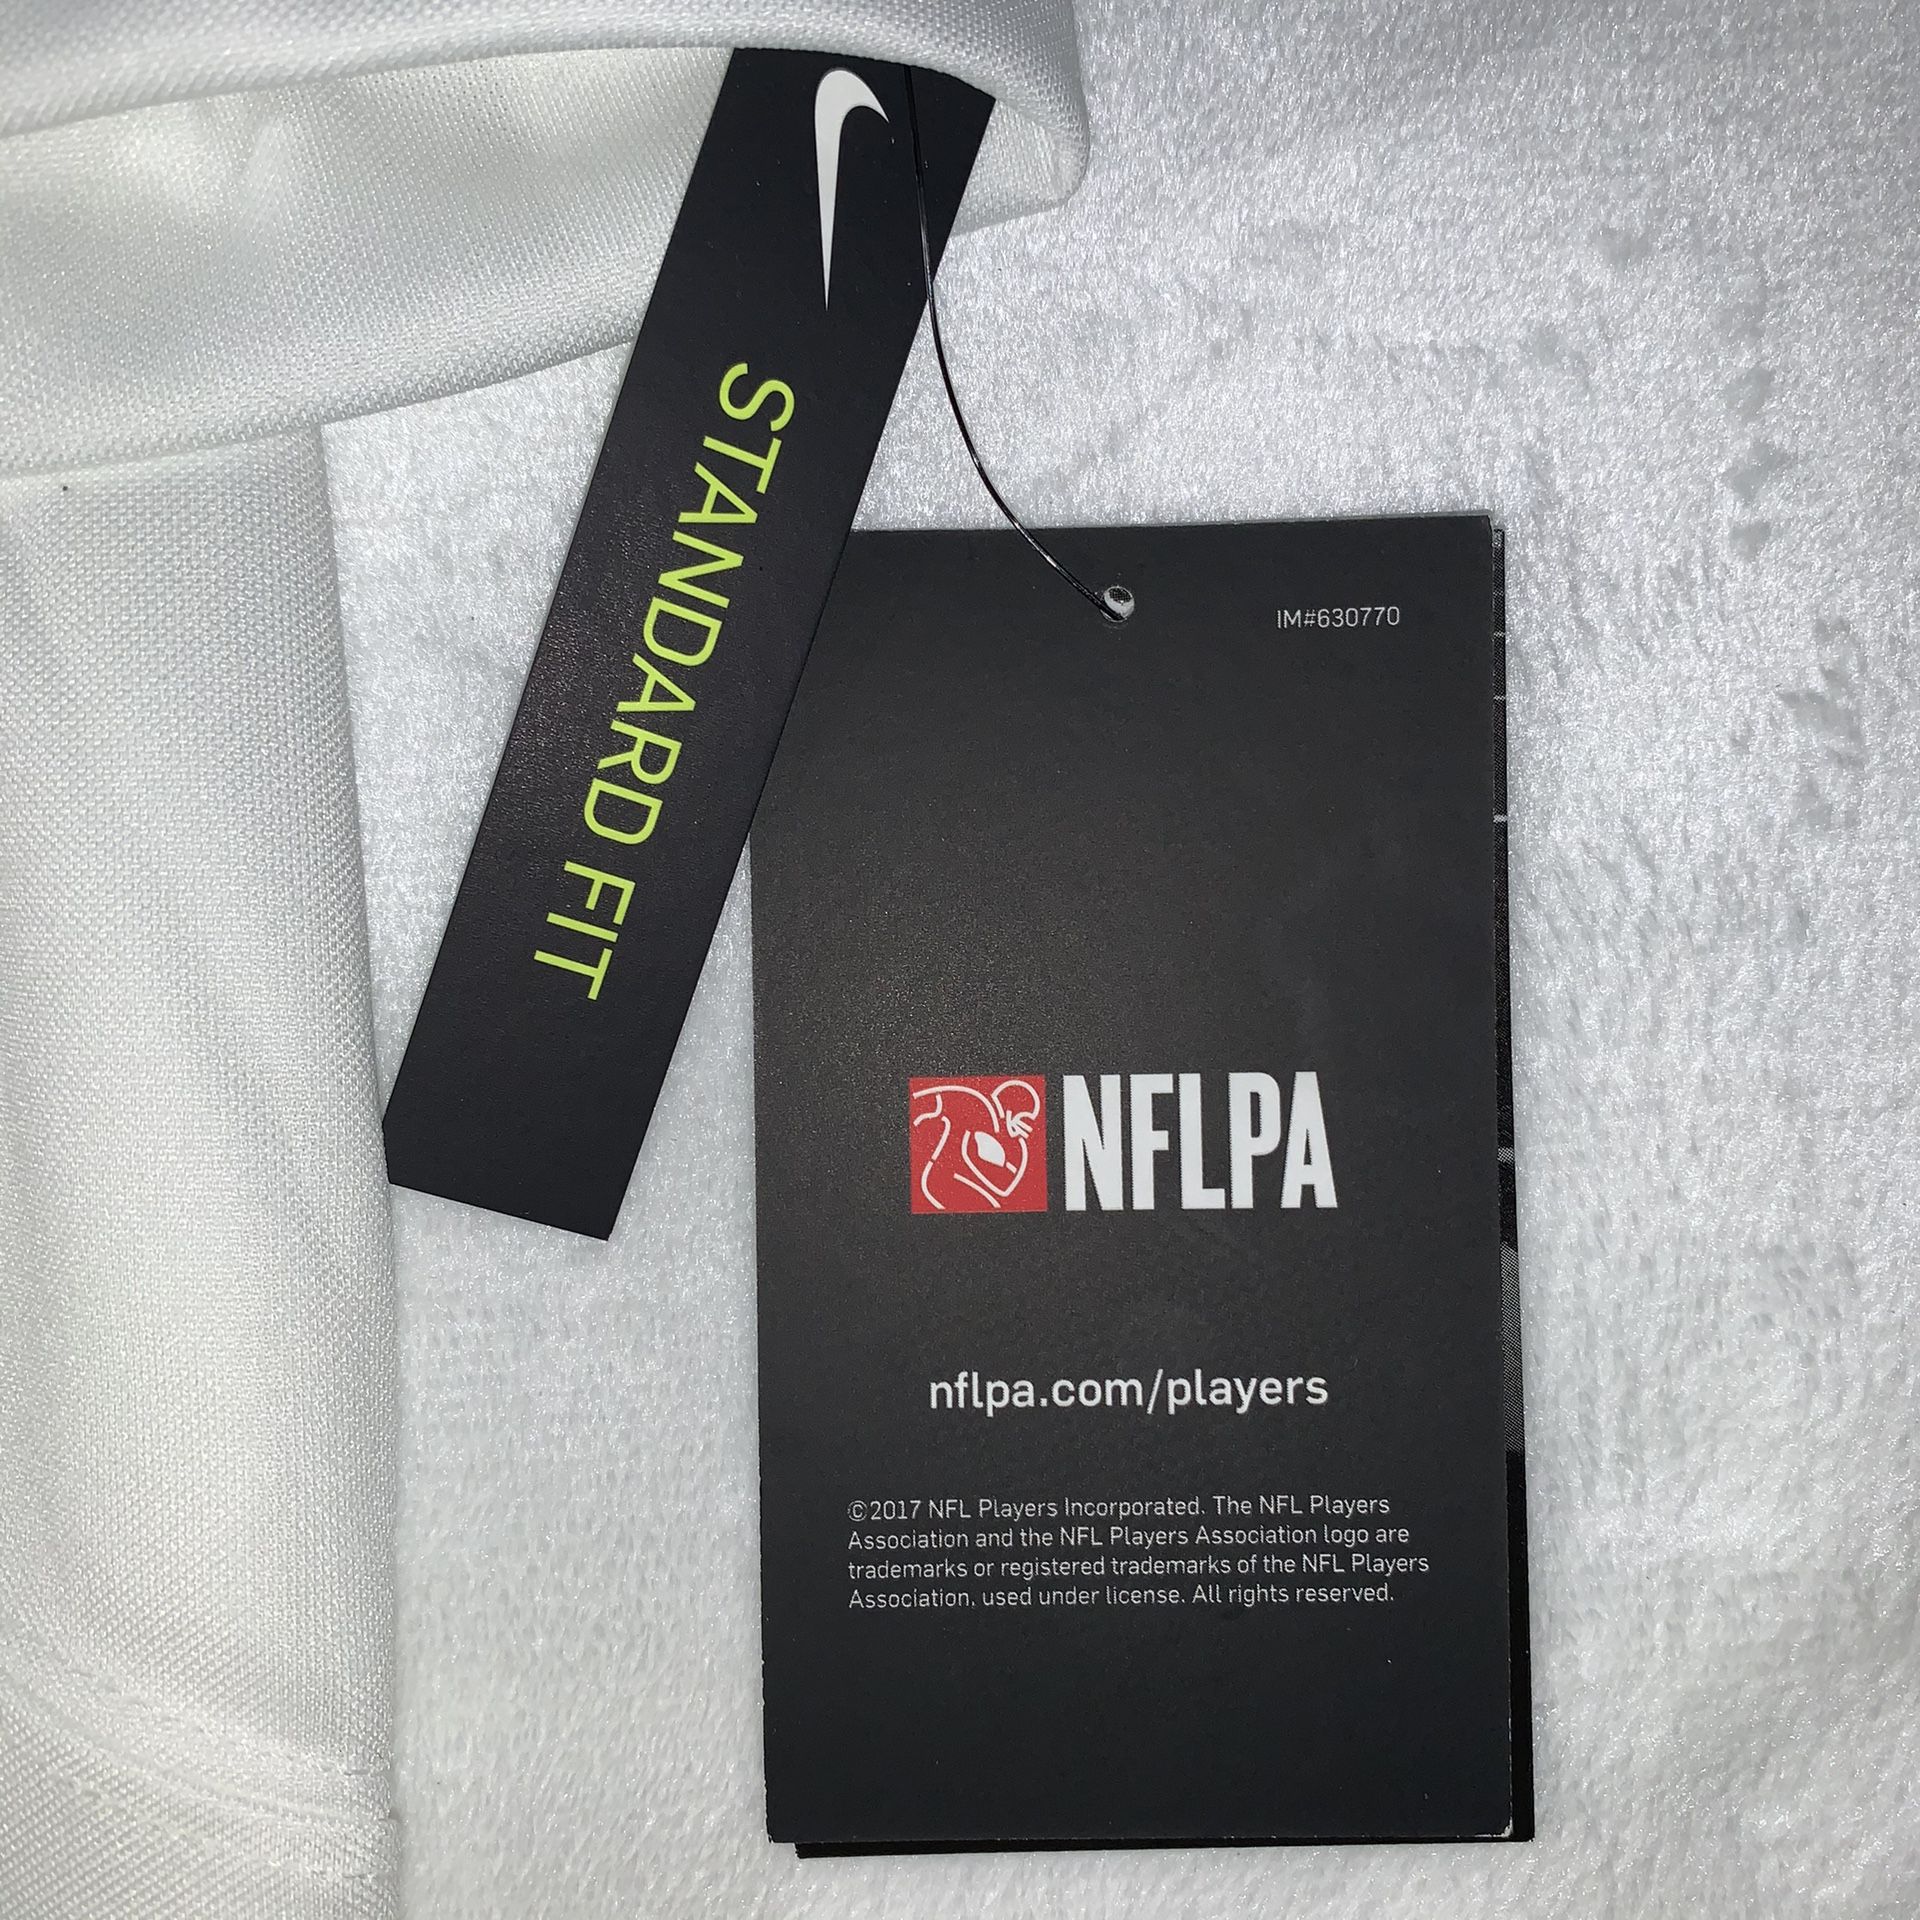 STANDARD FIT
IM#630770
NFLPA
nflpa.com/players
©2017 NFL Players Incorporated. The NFL Players
Association and the NFL Players Association logo are
trademarks or registered trademarks of the NFL Players
Association, used under license. All rights reserved.